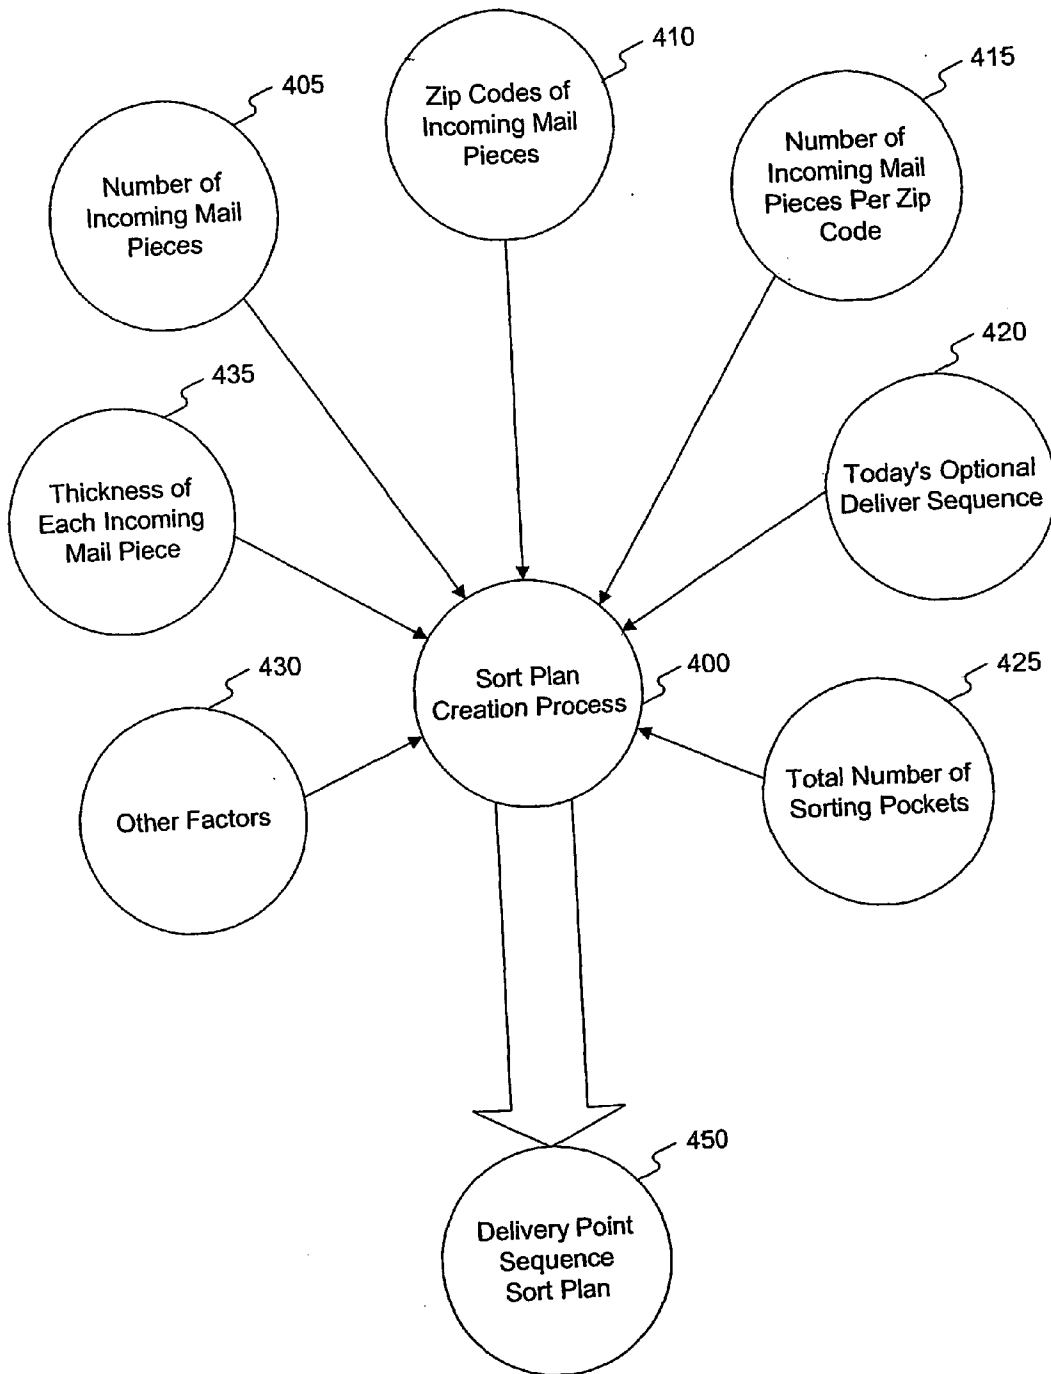 410
Zip Codes of
Incoming Mail
Pieces
405
Number of
Incoming Mail
Pieces
415
Number of
Incoming Mail
Pieces Per Zip
Code
435
Thickness of
Each Incoming
Mail Piece
420
Today's Optional
Deliver Sequence
400
Sort Plan
Creation Process
430
Other Factors
425
Total Number of
Sorting Pockets
450
Delivery Point
Sequence
Sort Plan